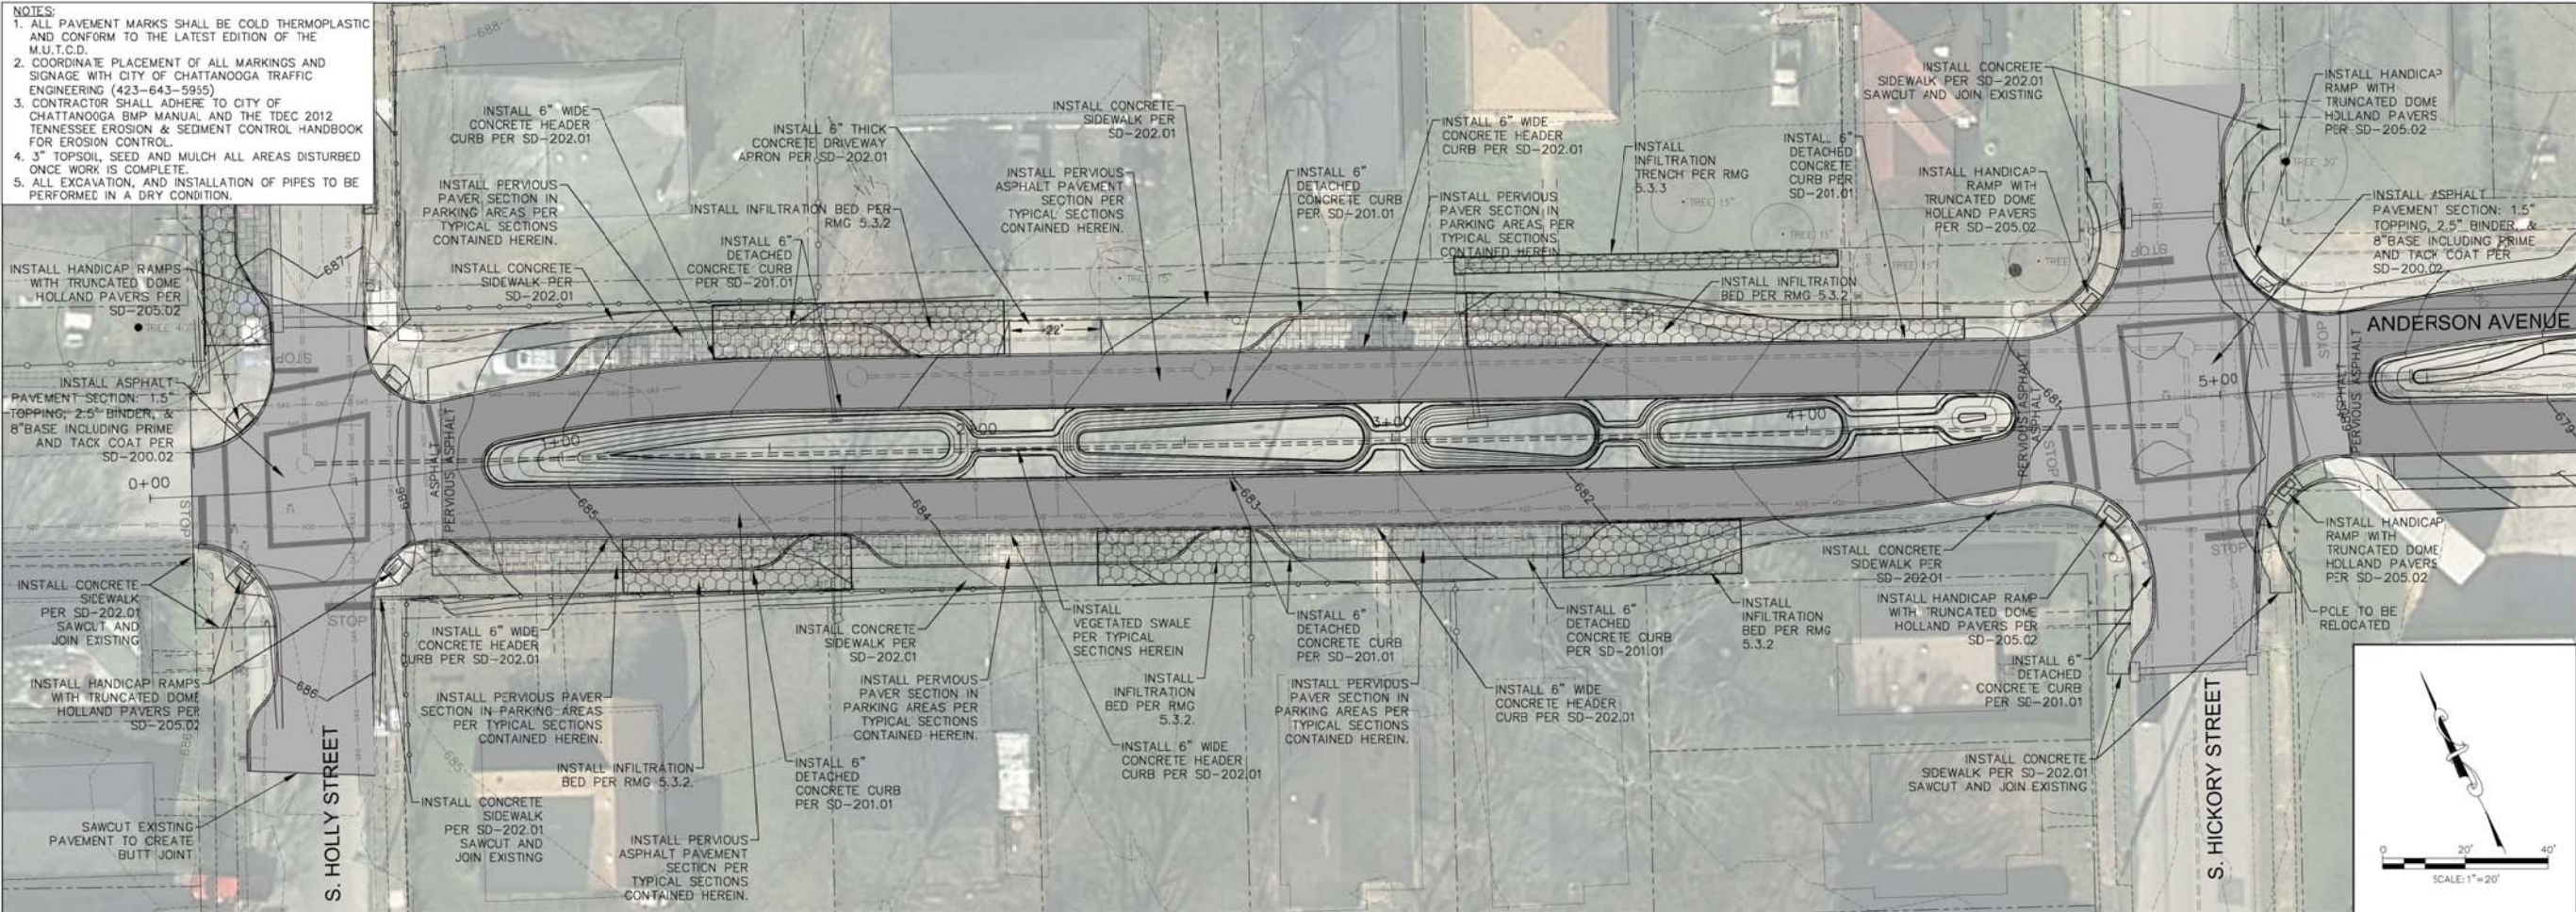 NOTES:
1. ALL PAVEMENT MARKS SHALL BE COLD THERMOPLASTIC
AND CONFORM TO THE LATEST EDITION OF THE
M.U.T.C.D.
2. COORDINATE PLACEMENT OF ALL MARKINGS AND
SIGNAGE WITH CITY OF CHATTANOOGA TRAFFIC
ENGINEERING (423-643-5955)
3. CONTRACTOR SHALL ADHERE TO CITY OF
CHATTANOOGA BMP MANUAL AND THE TDEC 2012
TENNESSEE EROSION & SEDIMENT CONTROL HANDBOOK
FOR EROSION CONTROL.
4. 3" TOPSOIL, SEED AND MULCH ALL AREAS DISTURBED
ONCE WORK IS COMPLETE.
5. ALL EXCAVATION, AND INSTALLATION OF PIPES TO BE
PERFORMED IN A DRY CONDITION.
688
INSTALL 6" WIDE
CONCRETE HEADER
CURB PER SD-202.01
INSTALL PERVIOUS
PAVER SECTION IN
PARKING AREAS PER
TYPICAL SECTIONS
CONTAINED HEREIN.
INSTALL CONCRETE
SIDEWALK PER
SD-202.01
INSTALL 6" THICK
CONCRETE DRIVEWAY
APRON PER SD-202.01
INSTALL INFILTRATION BED PER
RMG 5.3.2
INSTALL 6"
DETACHED
CONCRETE CURB
PER SD-201.01
INSTALL CONCRETE
SIDEWALK PER
SD-202.01
INSTALL PERVIOUS
ASPHALT PAVEMENT
SECTION PER
TYPICAL SECTIONS
CONTAINED HEREIN.
INSTALL 6"
DETACHED
CONCRETE CURB
PER SD-201.01
INSTALL 6" WIDE
CONCRETE HEADER
CURB PER SD-202.01
INSTALL PERVIOUS
PAVER SECTION IN
PARKING AREAS PER
TYPICAL SECTIONS
CONTAINED HEREIN
INSTALL
INFILTRATION
TRENCH PER RMG
5.3.3
TREE 15"
INSTALL 6"
DETACHED
CONCRETE
CURB PER
SD-201.01
TREE 15"
INSTALL INFILTRATION
BED PER RMG 5.3.2
INSTALL CONCRETE
SIDEWALK PER SD-202.01
SAWCUT AND JOIN EXISTING
INSTALL HANDICAP
RAMP WITH
TRUNCATED DOME
HOLLAND PAVERS
PER SD-205.02
INSTALL HANDICAP
RAMP WITH
TRUNCATED DOME
HOLLAND PAVERS
PER SD-205.02
TREE 30"
INSTALL ASPHALT
PAVEMENT SECTION: 1.5"
TOPPING, 2.5" BINDER, &
8"BASE INCLUDING PRIME
AND TACK COAT PER
SD-200.02
TREE 15"
TREE
681
STOP
ANDERSON AVENUE
INSTALL HANDICAP RAMPS
WITH TRUNCATED DOME
HOLLAND PAVERS PER
SD-205.02
TREE 40"
687
STOP
22'
INSTALL ASPHALT
PAVEMENT SECTION: 1.5"
TOPPING, 2.5" BINDER, &
8"BASE INCLUDING PRIME
AND TACK COAT PER
SD-200.02
0+00
STOP
686
ASPHALT
PERVIOUS ASPHALT
1+00
2+00
3+00
4+00
5+00
685
684
683
682
681
PERVIOUS ASPHALT
ASPHALT
STOP
STOP
ASPHALT
PERVIOUS ASPHALT
679
INSTALL CONCRETE
SIDEWALK
PER SD-202.01
SAWCUT AND
JOIN EXISTING
STOP
INSTALL HANDICAP RAMPS
WITH TRUNCATED DOME
HOLLAND PAVERS PER
SD-205.02
686
SAWCUT EXISTING
PAVEMENT TO CREATE
BUTT JOINT
S. HOLLY STREET
INSTALL 6" WIDE
CONCRETE HEADER
CURB PER SD-202.01
INSTALL PERVIOUS PAVER
SECTION IN PARKING AREAS
PER TYPICAL SECTIONS
CONTAINED HEREIN.
685
INSTALL INFILTRATION
BED PER RMG 5.3.2.
INSTALL CONCRETE
SIDEWALK
PER SD-202.01
SAWCUT AND
JOIN EXISTING
INSTALL PERVIOUS
ASPHALT PAVEMENT
SECTION PER
TYPICAL SECTIONS
CONTAINED HEREIN.
INSTALL CONCRETE
SIDEWALK PER
SD-202.01
INSTALL 6"
DETACHED
CONCRETE CURB
PER SD-201.01
INSTALL PERVIOUS
PAVER SECTION IN
PARKING AREAS PER
TYPICAL SECTIONS
CONTAINED HEREIN.
INSTALL
VEGETATED SWALE
PER TYPICAL
SECTIONS HEREIN
INSTALL
INFILTRATION
BED PER RMG
5.3.2.
INSTALL 6" WIDE
CONCRETE HEADER
CURB PER SD-202.01
INSTALL 6"
DETACHED
CONCRETE CURB
PER SD-201.01
INSTALL PERVIOUS
PAVER SECTION IN
PARKING AREAS PER
TYPICAL SECTIONS
CONTAINED HEREIN.
INSTALL 6" WIDE
CONCRETE HEADER
CURB PER SD-202.01
INSTALL 6"
DETACHED
CONCRETE CURB
PER SD-201.01
INSTALL
INFILTRATION
BED PER RMG
5.3.2
INSTALL CONCRETE
SIDEWALK PER
SD-202.01
INSTALL HANDICAP RAMP
WITH TRUNCATED DOME
HOLLAND PAVERS PER
SD-205.02
INSTALL 6"
DETACHED
CONCRETE CURB
PER SD-201.01
INSTALL CONCRETE
SIDEWALK PER SD-202.01
SAWCUT AND JOIN EXISTING
STOP
S. HICKORY STREET
INSTALL HANDICAP
RAMP WITH
TRUNCATED DOME
HOLLAND PAVERS
PER SD-205.02
POLE TO BE
RELOCATED
0 20' 40'
SCALE: 1"=20'